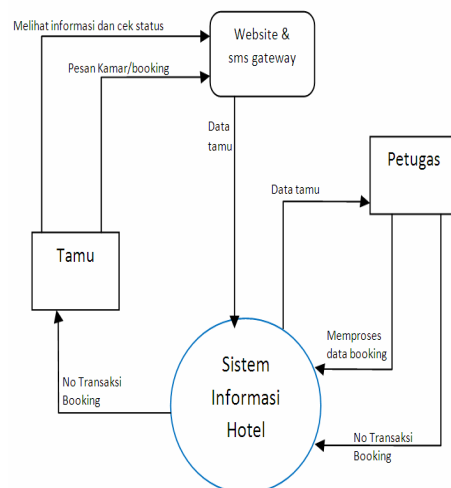 Melihat informasi dan cek status
Website &
sms gateway
Pesan Kamar/booking
Data
tamu
Petugas
Data tamu
Tamu
Memproses
data booking
Sistem
Informasi
Hotel
No Transaksi
Booking
No Transaksi
Booking